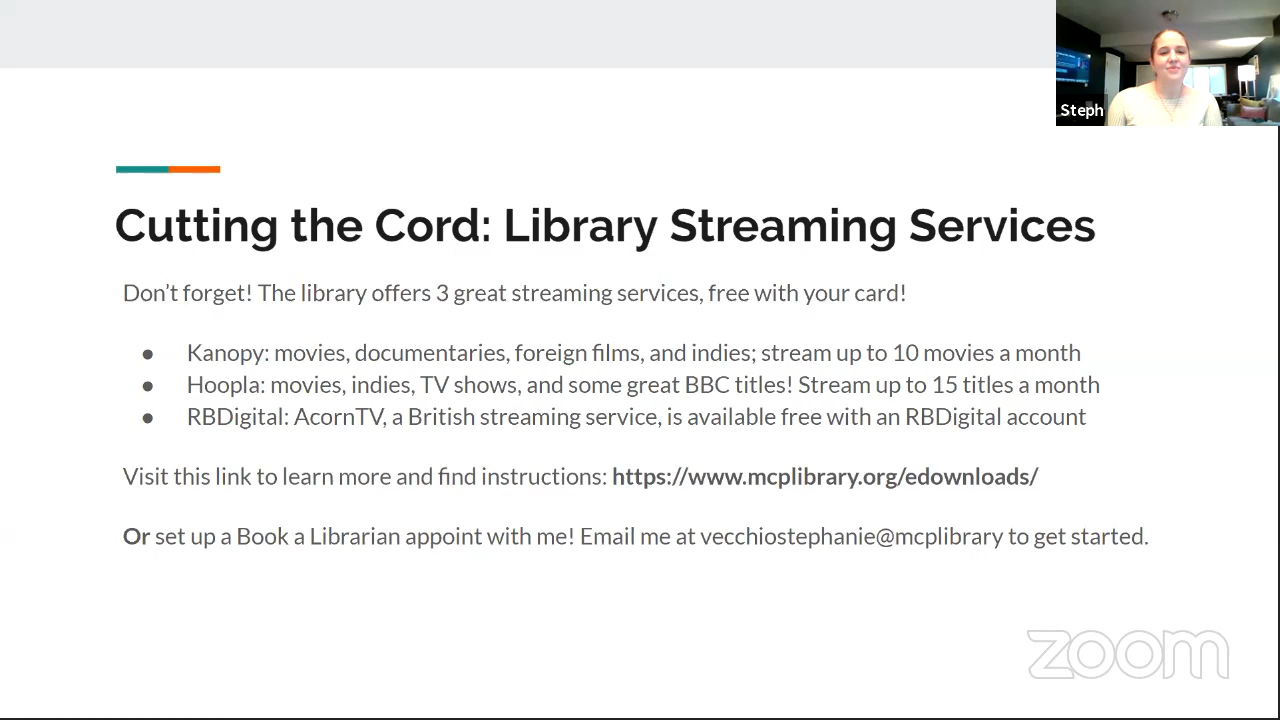 Steph
Cutting the Cord: Library Streaming Services
Don't forget! The library offers 3 great streaming services, free with your card!
● Kanopy: movies, documentaries, foreign films, and indies; stream up to 10 movies a month
● Hoopla: movies, indies, TV shows, and some great BBC titles! Stream up to 15 titles a month
● RBDigital: AcornTV, a British streaming service, is available free with an RBDigital account
Visit this link to learn more and find instructions: https://www.mcplibrary.org/edownloads/
Or set up a Book a Librarian appoint with me! Email me at vecchiostephanie@mcplibrary to get started.
zoom